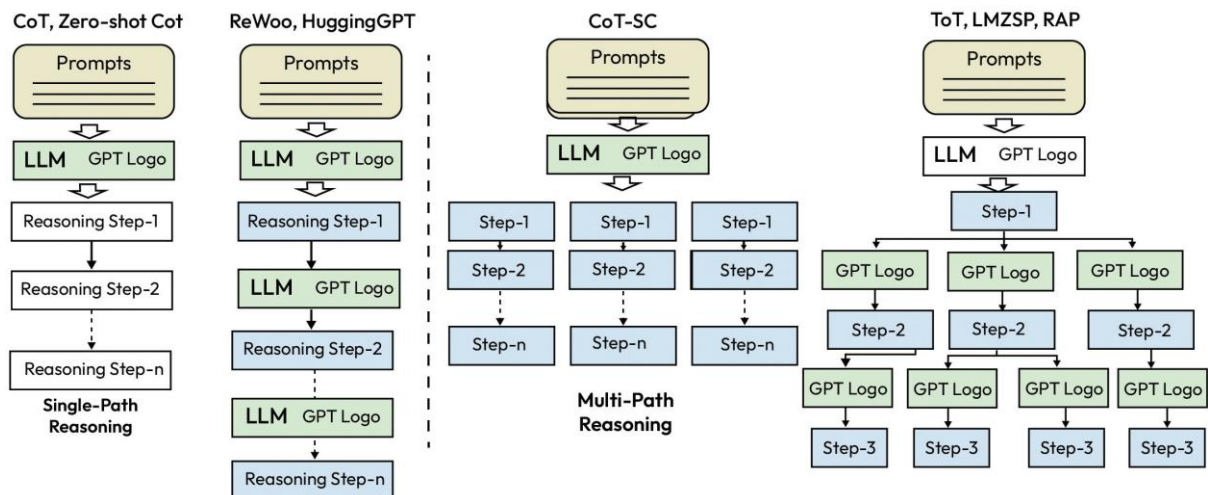 CoT, Zero-shot Cot
Prompts
LLM GPT Logo
Reasoning Step-1
Reasoning Step-2
Reasoning Step-n
Single-Path
Reasoning
ReWoo, HuggingGPT
Prompts
LLM GPT Logo
Reasoning Step-1
LLM GPT Logo
Reasoning Step-2
LLM GPT Logo
Reasoning Step-n
CoT-SC
Prompts
LLM GPT Logo
Step-1 Step-1 Step-1
Step-2 Step-2 Step-2
Step-n Step-n Step-n
Multi-Path
Reasoning
ToT, LMZSP, RAP
Prompts
LLM GPT Logo
Step-1
GPT Logo GPT Logo GPT Logo
Step-2 Step-2 Step-2
GPT Logo GPT Logo GPT Logo GPT Logo
Step-3 Step-3 Step-3 Step-3